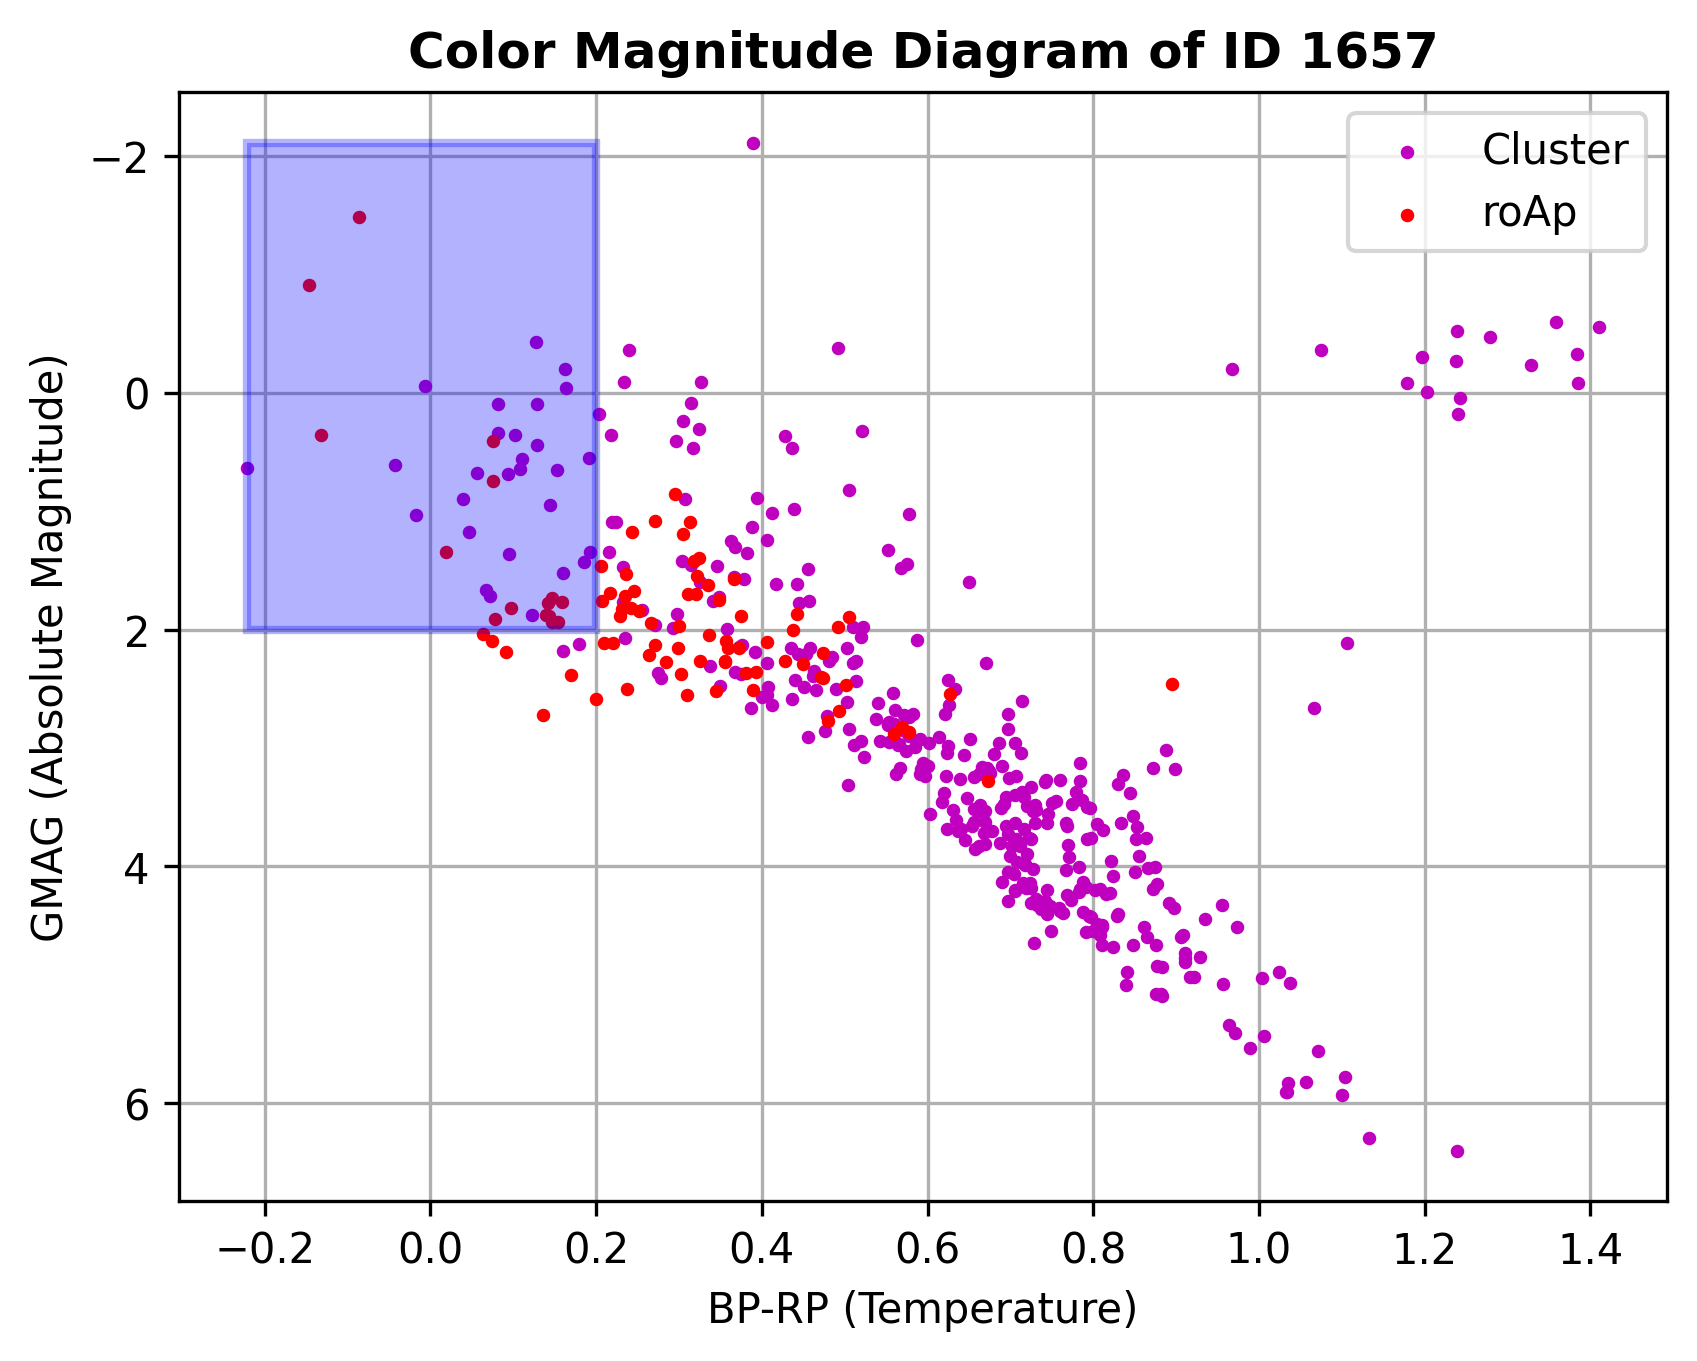 Color Magnitude Diagram of ID 1657
Cluster
roAp
GMAG (Absolute Magnitude)
−2
0
2
4
6
−0.2 0.0 0.2 0.4 0.6 0.8 1.0 1.2 1.4
BP-RP (Temperature)